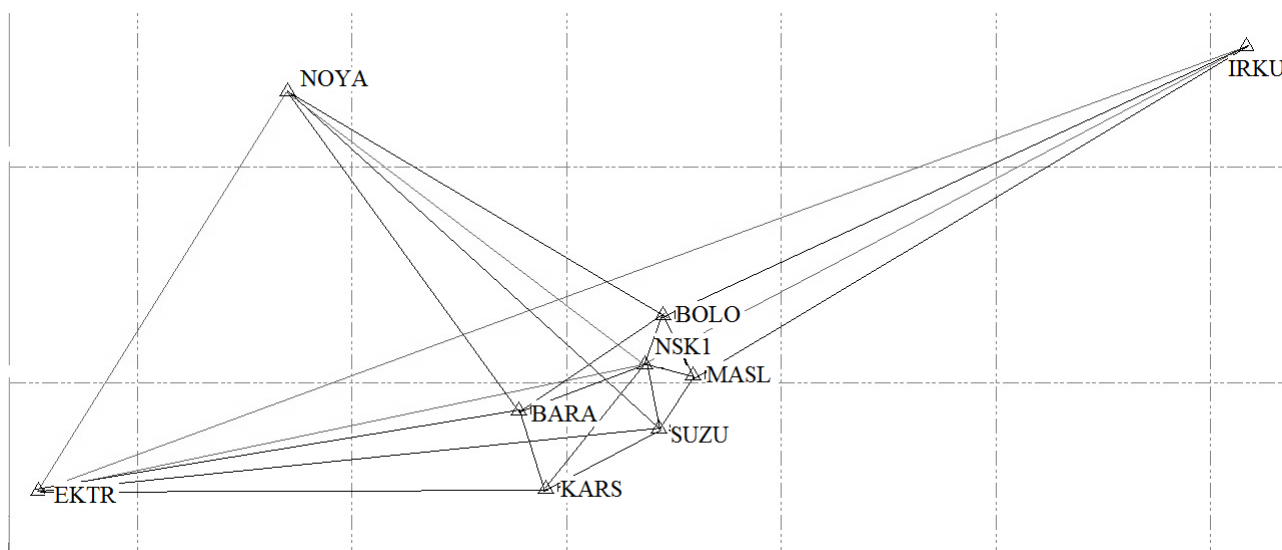 IRKU
NOYA
BOLO
NSK1
MASL
BARA
SUZU
KARS
EKTR